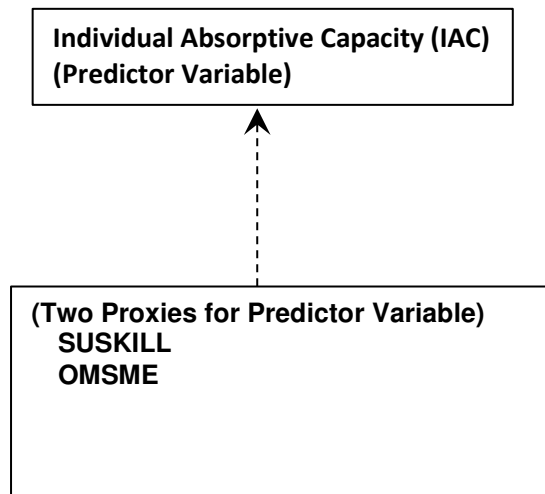 Individual Absorptive Capacity (IAC)
(Predictor Variable)
(Two Proxies for Predictor Variable)
SUSKILL
OMSME